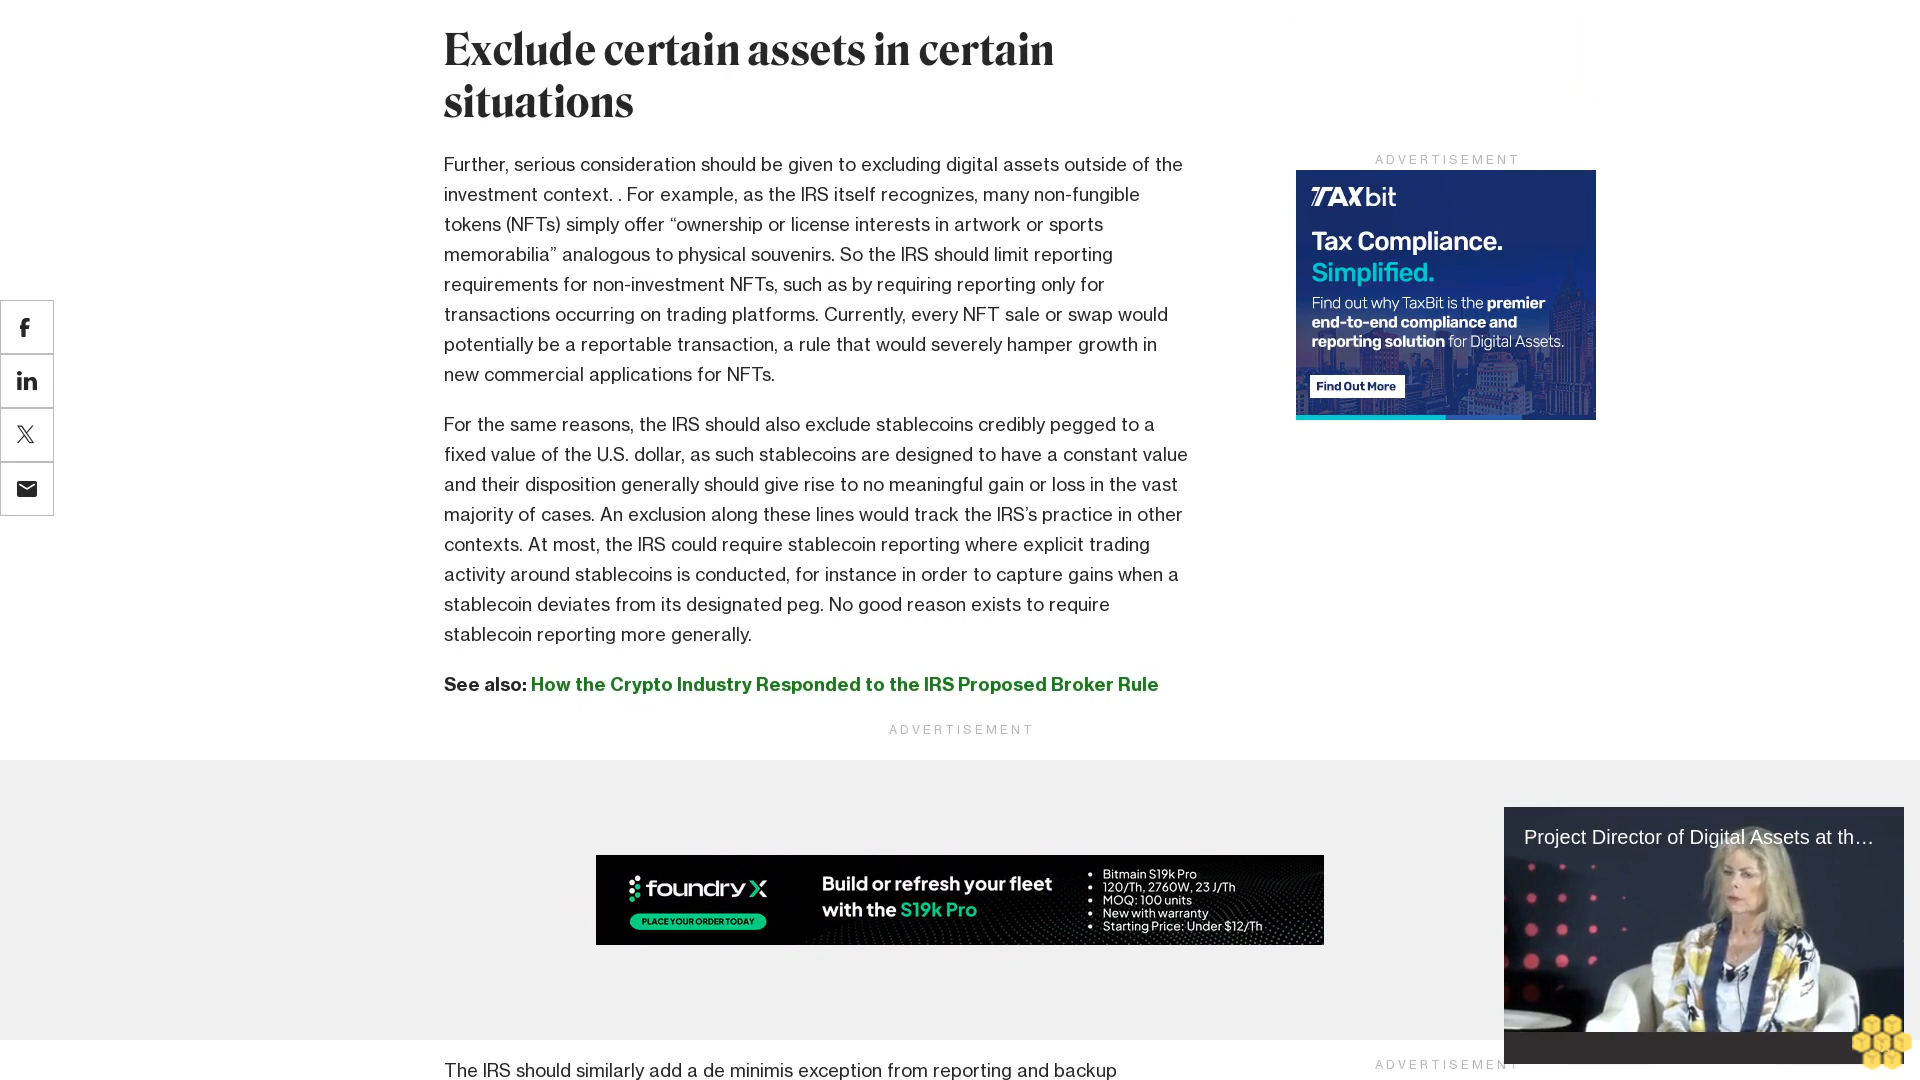 Exclude certain assets in certain
situations
Further, serious consideration should be given to excluding digital assets outside of the
investment context. . For example, as the IRS itself recognizes, many non-fungible
tokens (NFTs) simply offer “ownership or license interests in artwork or sports
memorabilia” analogous to physical souvenirs. So the IRS should limit reporting
requirements for non-investment NFTs, such as by requiring reporting only for
transactions occurring on trading platforms. Currently, every NFT sale or swap would
potentially be a reportable transaction, a rule that would severely hamper growth in
new commercial applications for NFTs.
For the same reasons, the IRS should also exclude stablecoins credibly pegged to a
fixed value of the U.S. dollar, as such stablecoins are designed to have a constant value
and their disposition generally should give rise to no meaningful gain or loss in the vast
majority of cases. An exclusion along these lines would track the IRS’s practice in other
contexts. At most, the IRS could require stablecoin reporting where explicit trading
activity around stablecoins is conducted, for instance in order to capture gains when a
stablecoin deviates from its designated peg. No good reason exists to require
stablecoin reporting more generally.
See also: How the Crypto Industry Responded to the IRS Proposed Broker Rule
ADVERTISEMENT
TAXbit
Tax Compliance.
Simplified.
Find out why TaxBit is the premier
end-to-end compliance and
reporting solution for Digital Assets.
Find Out More
ADVERTISEMENT
foundry X
PLACE YOUR ORDER TODAY
Build or refresh your fleet
with the S19k Pro
• Bitmain S19k Pro
• 120/Th, 2760W, 23 J/Th
• MOQ: 100 units
• New with warranty
• Starting Price: Under $12/Th
Project Director of Digital Assets at th…
The IRS should similarly add a de minimis exception from reporting and backup
ADVERTISEMENT